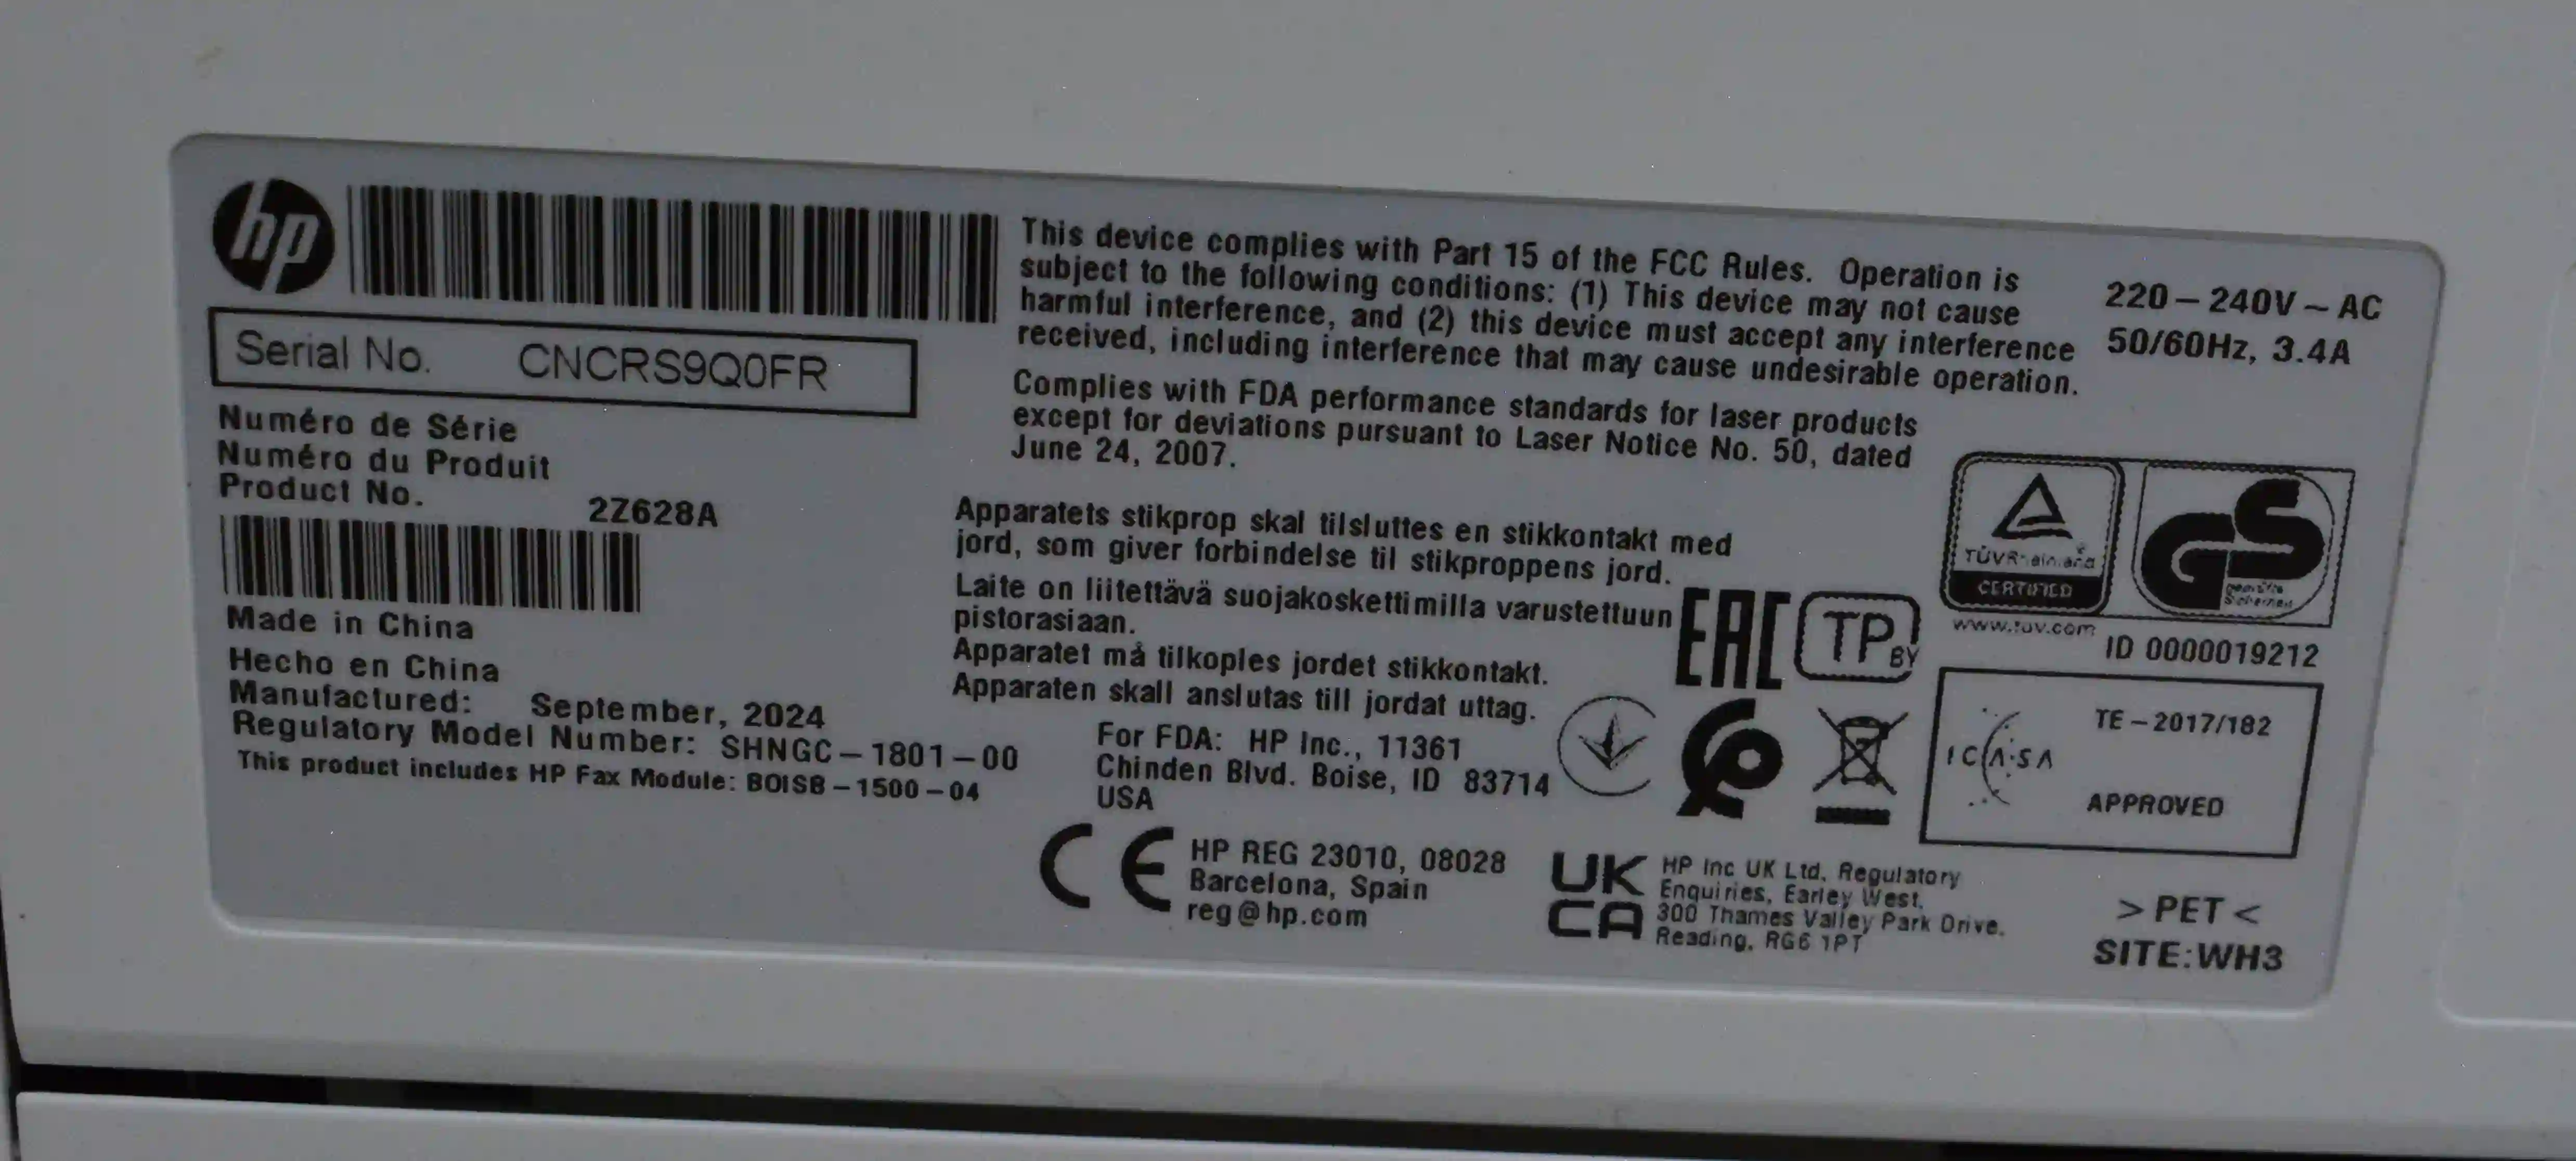 hp
Serial No. CNCRS9Q0FR
Numéro de Série
Numéro du Produit
Product No. 2Z628A
Made in China
Hecho en China
Manufactured: September, 2024
Regulatory Model Number: SHNGC-1801-00
This product includes HP Fax Module: BOISB-1500-04
This device complies with Part 15 of the FCC Rules. Operation is
subject to the following conditions: (1) This device may not cause
harmful interference, and (2) this device must accept any interference
received, including interference that may cause undesirable operation.
Complies with FDA performance standards for laser products
except for deviations pursuant to Laser Notice No. 50, dated
June 24, 2007.
220-240V~AC
50/60Hz, 3.4A
Apparatets stikprop skal tilsluttes en stikkontakt med
jord, som giver forbindelse til stikproppens jord.
Laite on liitettävä suojakoskettimilla varustettuun
pistorasiaan.
Apparatet må tilkoples jordet stikkontakt.
Apparaten skall anslutas till jordat uttag.
For FDA: HP Inc., 11361
Chinden Blvd. Boise, ID 83714
USA
EAC
TP BY
TÜVRheinland
CERTIFIED
GS
geprüfte
Sicherheit
www.tuv.com
ID 0000019212
ICASA
TE-2017/182
APPROVED
CE
HP REG 23010, 08028
Barcelona, Spain
reg@hp.com
UK
CA
HP Inc UK Ltd, Regulatory
Enquiries, Earley West,
300 Thames Valley Park Drive,
Reading, RG6 1PT
>PET<
SITE:WH3